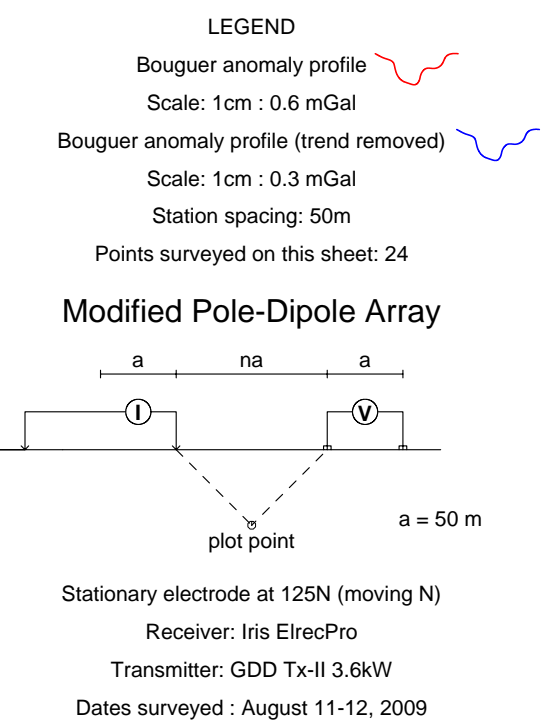 LEGEND
Bouguer anomaly profile
Scale: 1cm : 0.6 mGal
Bouguer anomaly profile (trend removed)
Scale: 1cm : 0.3 mGal
Station spacing: 50m
Points surveyed on this sheet: 24
Modified Pole-Dipole Array
a na a
I V
a = 50 m
plot point
Stationary electrode at 125N (moving N)
Receiver: Iris ElrecPro
Transmitter: GDD Tx-II 3.6kW
Dates surveyed : August 11-12, 2009